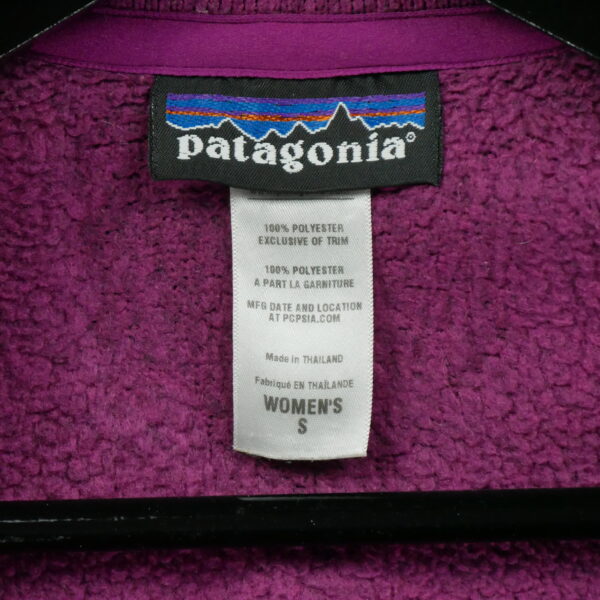 patagonia®
100% POLYESTER
EXCLUSIVE OF TRIM
100% POLYESTER
A PART LA GARNITURE
MFG DATE AND LOCATION
AT PCPSIA.COM
Made in THAILAND
Fabriqué EN THAÏLANDE
WOMEN'S
S